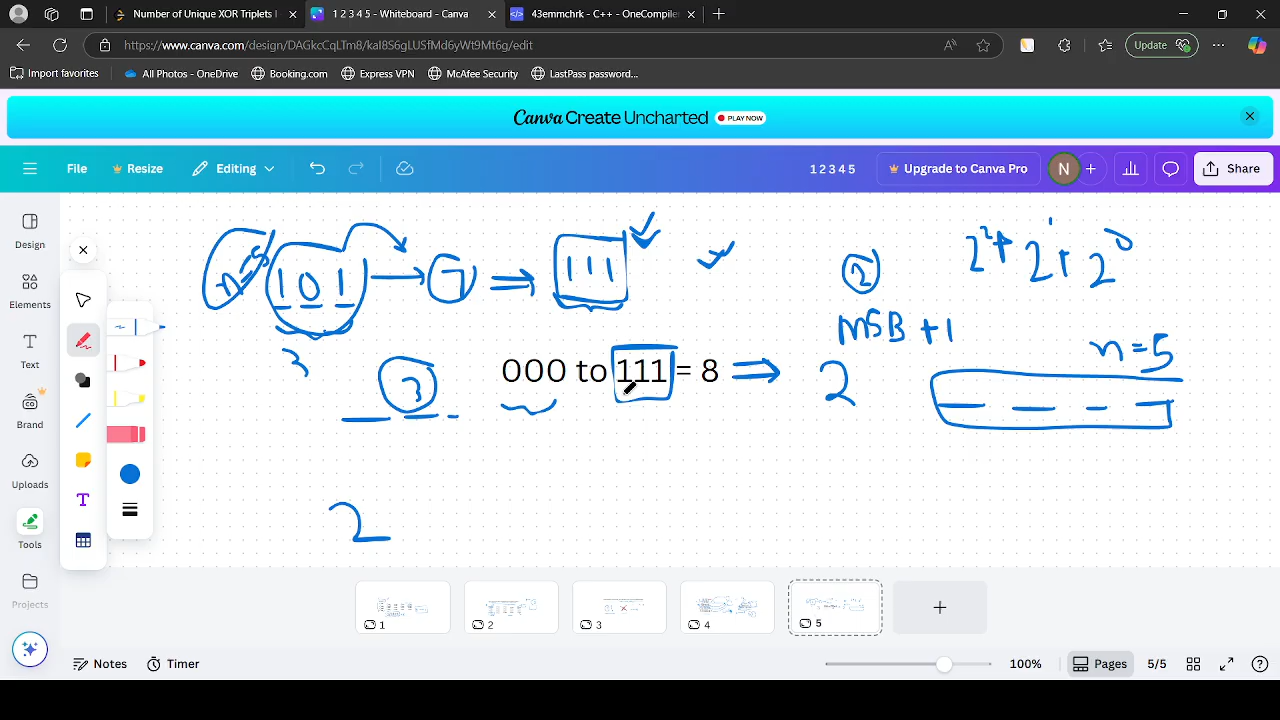 Number of Unique XOR Triplets I
1 2 3 4 5 - Whiteboard - Canva
43emmchrk - C++ - OneCompiler
https://www.canva.com/design/DAGkcCqLTm8/kaI8S6gLUSfMd6yWt9Mt6g/edit
Update
Import favorites
All Photos - OneDrive
Booking.com
Express VPN
McAfee Security
LastPass password...
Canva Create Uncharted PLAY NOW
File
Resize
Editing
1 2 3 4 5
Upgrade to Canva Pro
N
Share
Design
Elements
Text
Brand
Uploads
Tools
Projects
n=5
101 → 7 ⇒ 111
2
2² + 2¹ + 2⁰
MSB + 1
n = 5
3
000 to 111 = 8 ⇒ 2
2
1
2
3
4
5
Notes
Timer
100%
Pages
5/5